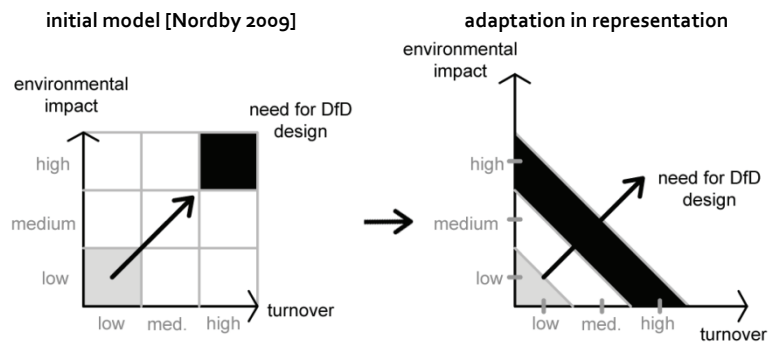 initial model [Nordby 2009]
environmental
impact
need for DfD
design
high
medium
low
low
med.
high
turnover
adaptation in representation
environmental
impact
high
medium
low
need for DfD
design
low
med.
high
turnover